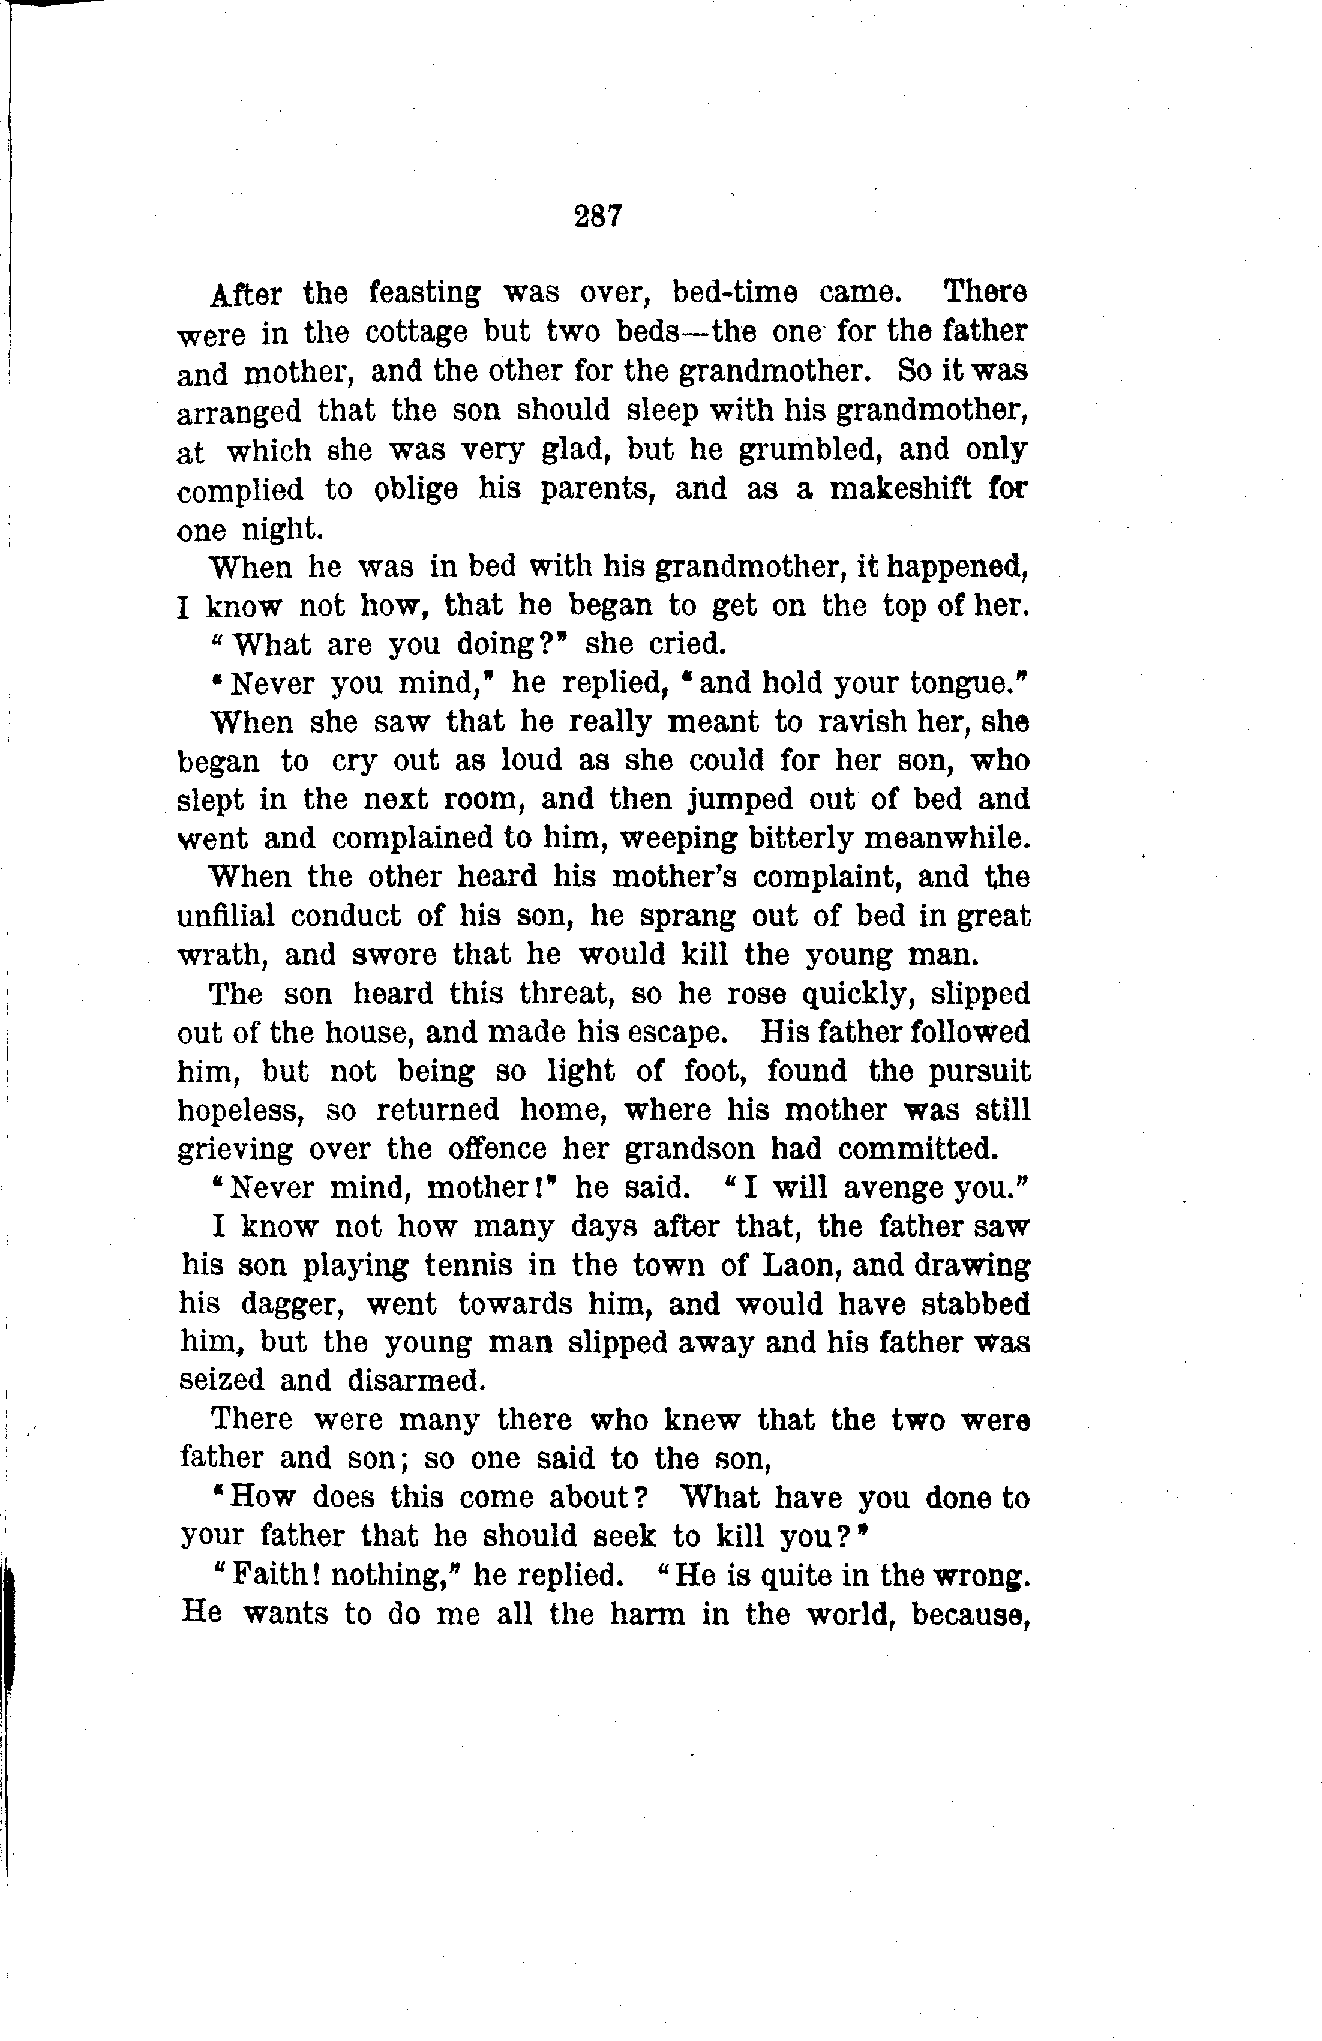 287
After the feasting was over, bed-time came. There
were in the cottage but two beds—the one for the father
and mother, and the other for the grandmother. So it was
arranged that the son should sleep with his grandmother,
at which she was very glad, but he grumbled, and only
complied to oblige his parents, and as a makeshift for
one night.
When he was in bed with his grandmother, it happened,
I know not how, that he began to get on the top of her.
"What are you doing?" she cried.
"Never you mind," he replied, "and hold your tongue."
When she saw that he really meant to ravish her, she
began to cry out as loud as she could for her son, who
slept in the next room, and then jumped out of bed and
went and complained to him, weeping bitterly meanwhile.
When the other heard his mother's complaint, and the
unfilial conduct of his son, he sprang out of bed in great
wrath, and swore that he would kill the young man.
The son heard this threat, so he rose quickly, slipped
out of the house, and made his escape. His father followed
him, but not being so light of foot, found the pursuit
hopeless, so returned home, where his mother was still
grieving over the offence her grandson had committed.
"Never mind, mother!" he said. "I will avenge you."
I know not how many days after that, the father saw
his son playing tennis in the town of Laon, and drawing
his dagger, went towards him, and would have stabbed
him, but the young man slipped away and his father was
seized and disarmed.
There were many there who knew that the two were
father and son; so one said to the son,
"How does this come about? What have you done to
your father that he should seek to kill you?"
"Faith! nothing," he replied. "He is quite in the wrong.
He wants to do me all the harm in the world, because,